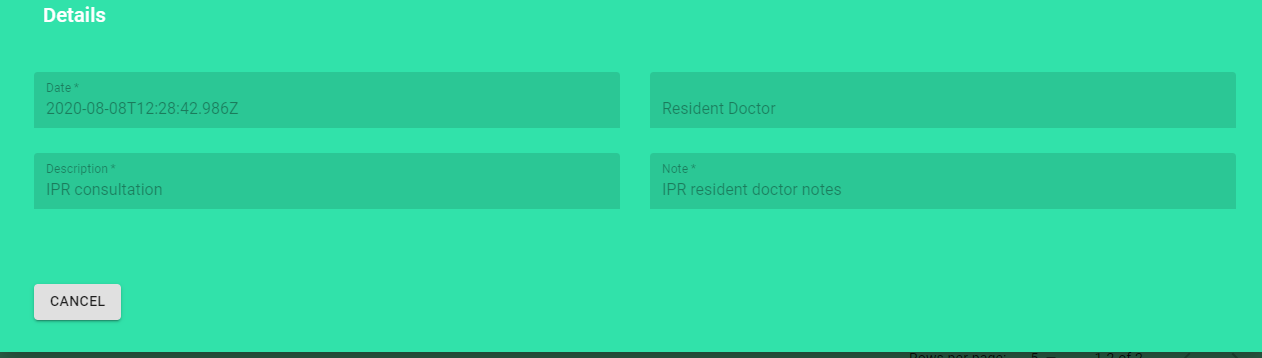 Details
Date *
2020-08-08T12:28:42.986Z
Resident Doctor
Description *
IPR consultation
Note *
IPR resident doctor notes
CANCEL
Rows per page: 5 1-2 of 2